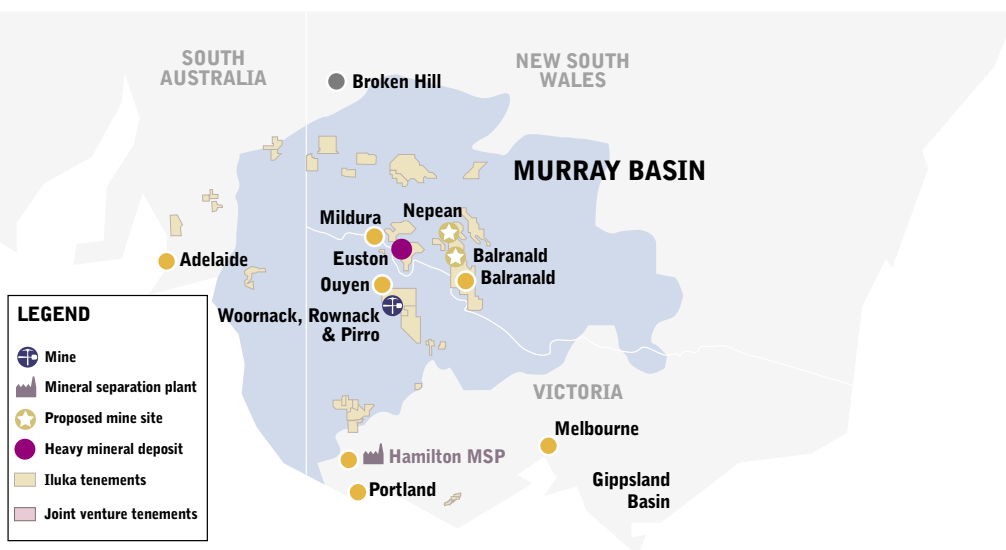 SOUTH
AUSTRALIA
NEW SOUTH
WALES
Broken Hill
MURRAY BASIN
Nepean
Mildura
Euston
Balranald
Adelaide
Balranald
Ouyen
Woornack, Rownack
& Pirro
VICTORIA
Melbourne
Hamilton MSP
Gippsland
Basin
Portland
LEGEND
Mine
Mineral separation plant
Proposed mine site
Heavy mineral deposit
Iluka tenements
Joint venture tenements